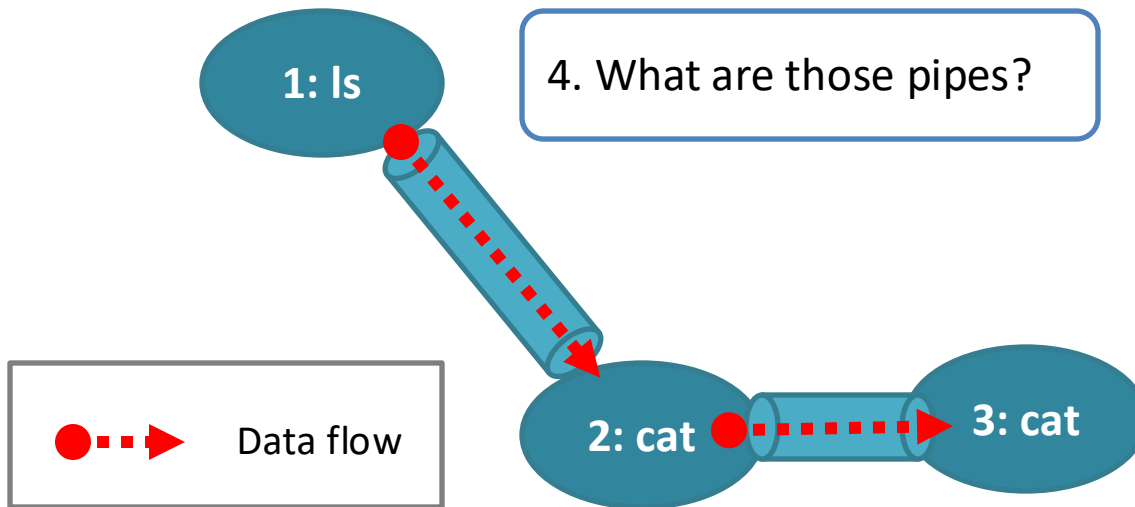 1: ls
4. What are those pipes?
2: cat
3: cat
Data flow